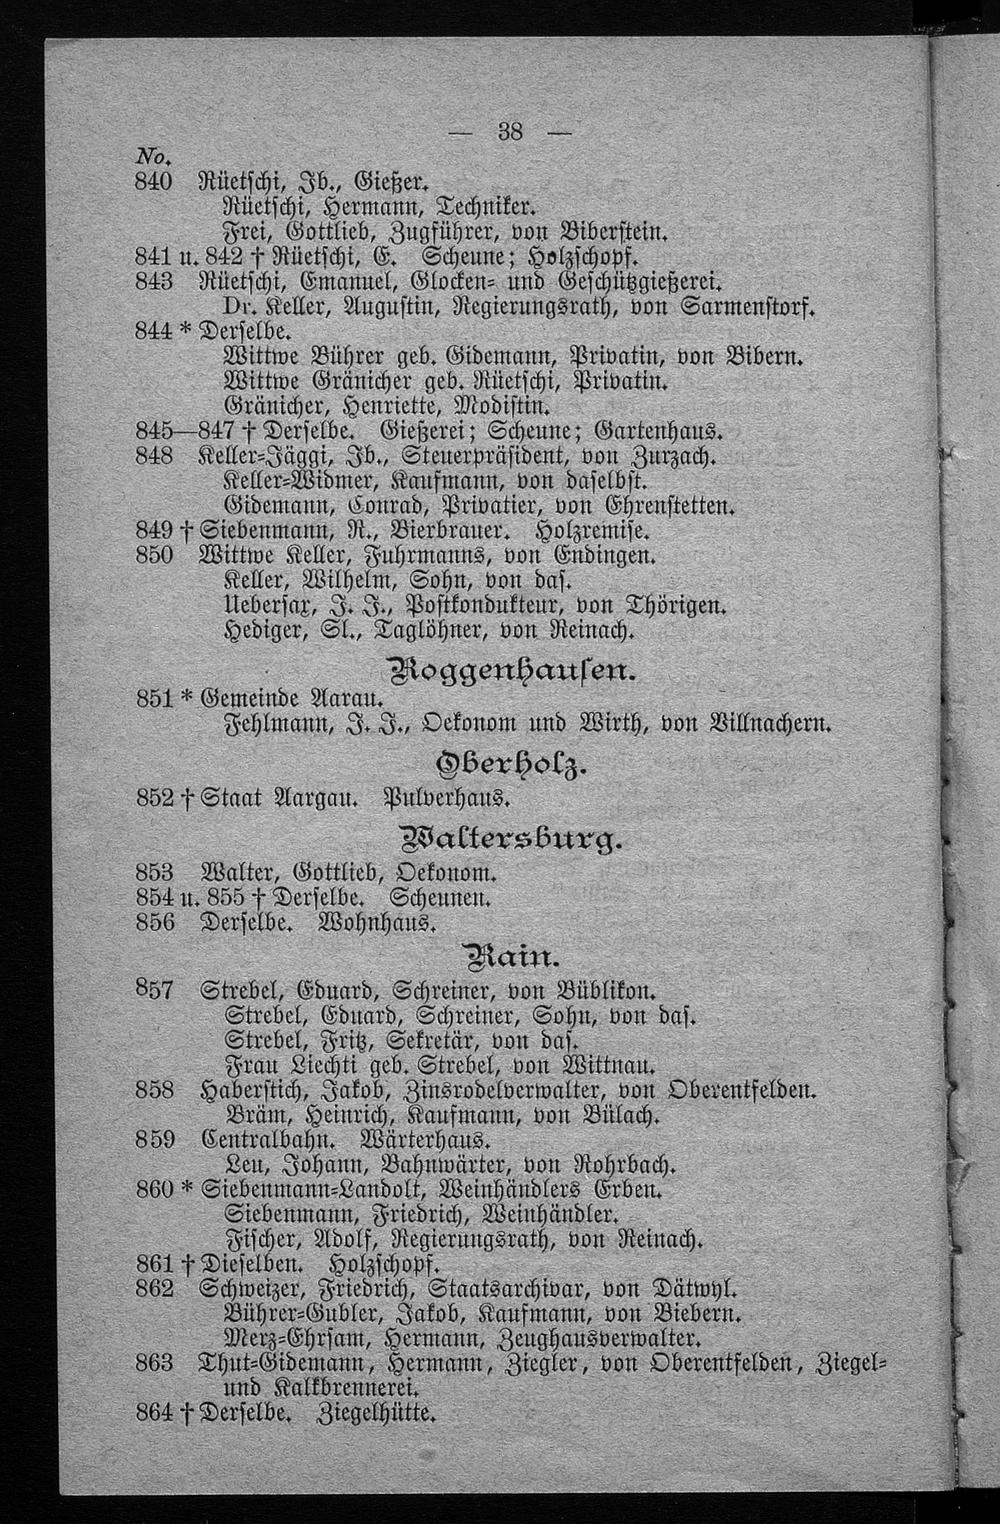 — 38 —
No.
840 Rüetschi, Jb., Gießer.
Rüetschi, Hermann, Techniker.
Frei, Gottlieb, Zugführer, von Biberstein.
841 u. 842 † Rüetschi, E. Scheune; Holzschopf.
843 Rüetschi, Emanuel, Glocken- und Geschützgießerei.
Dr. Keller, Augustin, Regierungsrath, von Sarmenstorf.
844 * Derselbe.
Wittwe Bührer geb. Gidemann, Privatin, von Bibern.
Wittwe Gränicher geb. Rüetschi, Privatin.
Gränicher, Henriette, Modistin.
845—847 † Derselbe. Gießerei; Scheune; Gartenhaus.
848 Keller-Jäggi, Jb., Steuerpräsident, von Zurzach.
Keller-Widmer, Kaufmann, von daselbst.
Gidemann, Conrad, Privatier, von Ehrenstetten.
849 † Siebenmann, R., Bierbrauer. Holzremise.
850 Wittwe Keller, Fuhrmanns, von Endingen.
Keller, Wilhelm, Sohn, von das.
Uebersax, J. J., Postkondukteur, von Thörigen.
Hediger, Sl., Taglöhner, von Reinach.
Roggenhausen.
851 * Gemeinde Aarau.
Fehlmann, J. J., Oekonom und Wirth, von Villnachern.
Oberholz.
852 † Staat Aargau. Pulverhaus.
Waltersburg.
853 Walter, Gottlieb, Oekonom.
854 u. 855 † Derselbe. Scheunen.
856 Derselbe. Wohnhaus.
Rain.
857 Strebel, Eduard, Schreiner, von Büblikon.
Strebel, Eduard, Schreiner, Sohn, von das.
Strebel, Fritz, Sekretär, von das.
Frau Liechti geb. Strebel, von Wittnau.
858 Haberstich, Jakob, Zinsrodelverwalter, von Oberentfelden.
Bräm, Heinrich, Kaufmann, von Bülach.
859 Centralbahn. Wärterhaus.
Leu, Johann, Bahnwärter, von Rohrbach.
860 * Siebenmann-Landolt, Weinhändlers Erben.
Siebenmann, Friedrich, Weinhändler.
Fischer, Adolf, Regierungsrath, von Reinach.
861 † Dieselben. Holzschopf.
862 Schweizer, Friedrich, Staatsarchivar, von Dätwyl.
Bührer-Gubler, Jakob, Kaufmann, von Biebern.
Merz-Ehrsam, Hermann, Zeughausverwalter.
863 Thut-Gidemann, Hermann, Ziegler, von Oberentfelden, Ziegel-
und Kalkbrennerei.
864 † Derselbe. Ziegelhütte.